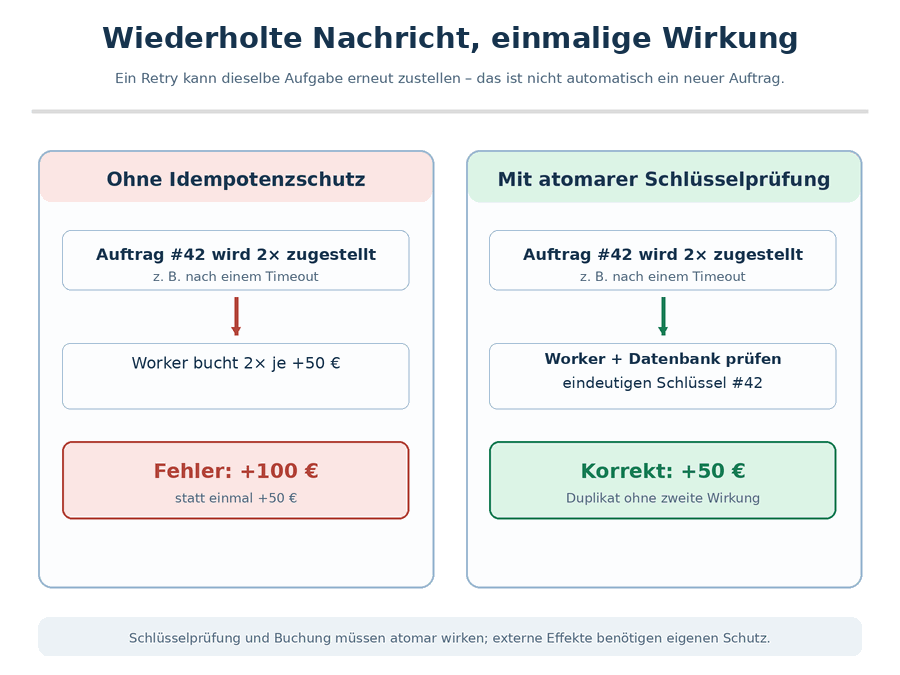 Wiederholte Nachricht, einmalige Wirkung
Ein Retry kann dieselbe Aufgabe erneut zustellen – das ist nicht automatisch ein neuer Auftrag.
Ohne Idempotenzschutz
Auftrag #42 wird 2× zugestellt
z. B. nach einem Timeout
Worker bucht 2× je +50 €
Fehler: +100 €
statt einmal +50 €
Mit atomarer Schlüsselprüfung
Auftrag #42 wird 2× zugestellt
z. B. nach einem Timeout
Worker + Datenbank prüfen
eindeutigen Schlüssel #42
Korrekt: +50 €
Duplikat ohne zweite Wirkung
Schlüsselprüfung und Buchung müssen atomar wirken; externe Effekte benötigen eigenen Schutz.